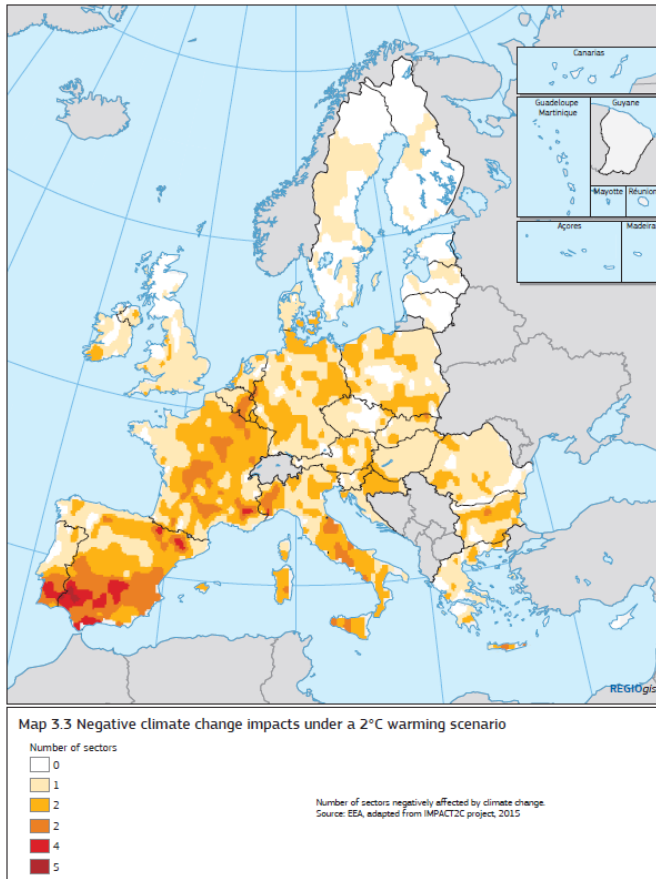 Canarias
Guadeloupe
Martinique
Guyane
Mayotte
Réunion
Açores
Madeira
REGIOgis
Map 3.3 Negative climate change impacts under a 2°C warming scenario
Number of sectors
0
1
2
2
4
5
Number of sectors negatively affected by climate change.
Source: EEA, adapted from IMPACT2C project, 2015